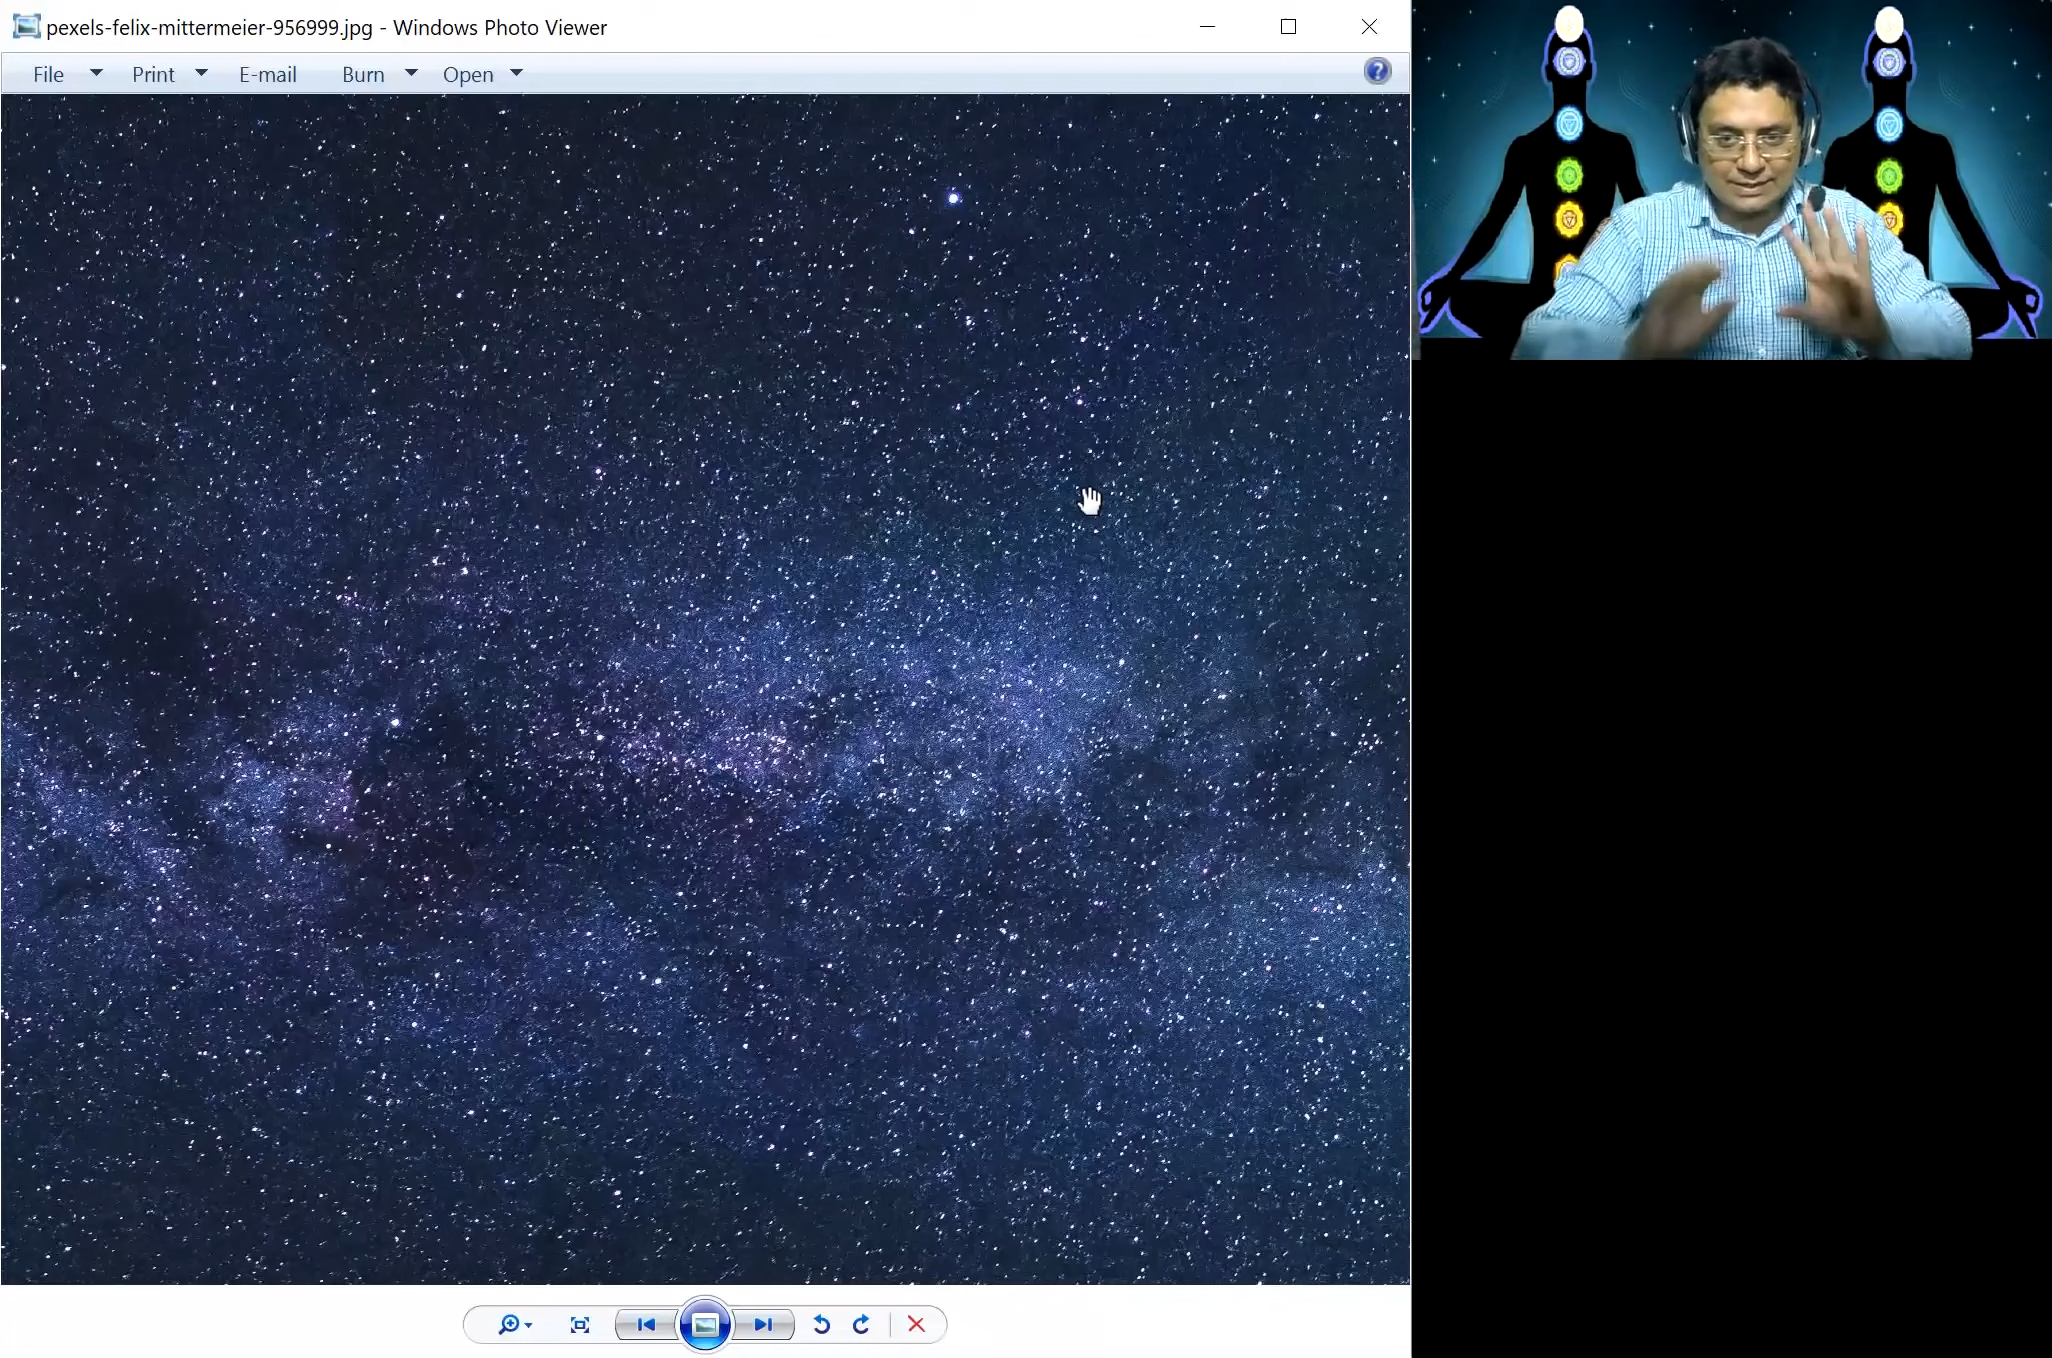 pexels-felix-mittermeier-956999.jpg - Windows Photo Viewer
File Print E-mail Burn Open